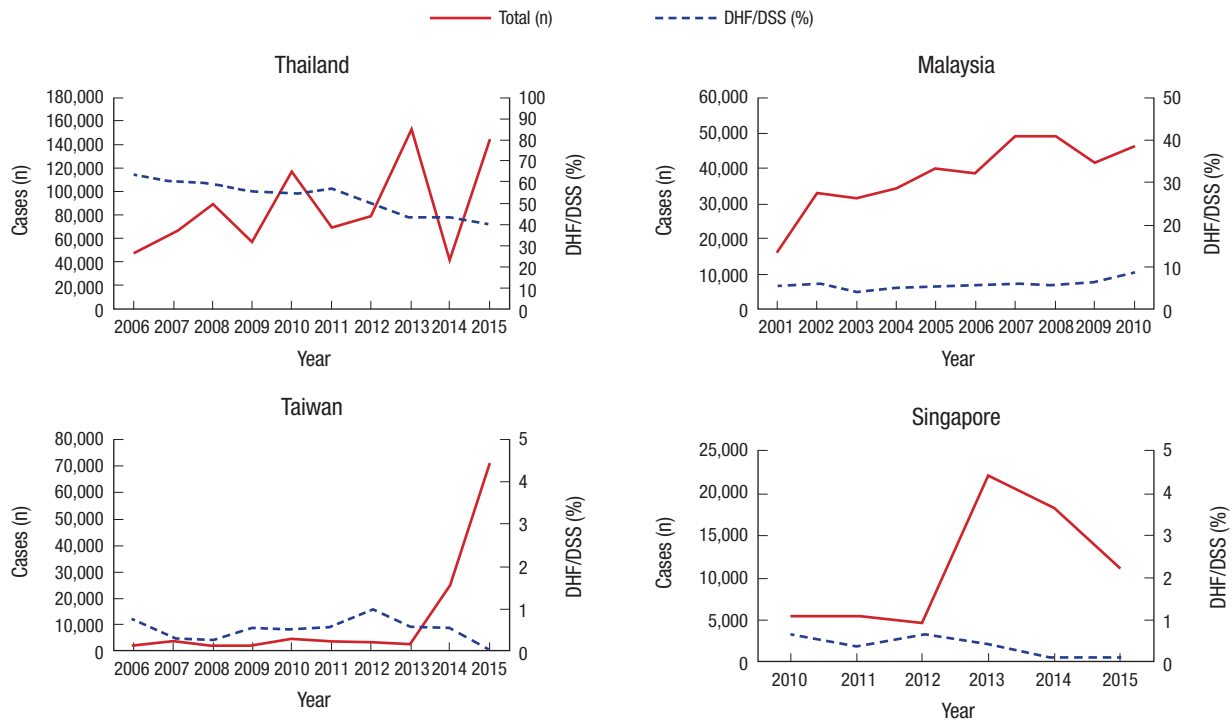 Total (n) DHF/DSS (%)
Thailand
Cases (n)
180,000
160,000
140,000
120,000
100,000
80,000
60,000
40,000
20,000
0
100
90
80
70
60
50
40
30
20
10
0
DHF/DSS (%)
2006 2007 2008 2009 2010 2011 2012 2013 2014 2015
Year
Malaysia
Cases (n)
60,000
50,000
40,000
30,000
20,000
10,000
0
50
40
30
20
10
0
DHF/DSS (%)
2001 2002 2003 2004 2005 2006 2007 2008 2009 2010
Year
Taiwan
Cases (n)
80,000
70,000
60,000
50,000
40,000
30,000
20,000
10,000
0
5
4
3
2
1
0
DHF/DSS (%)
2006 2007 2008 2009 2010 2011 2012 2013 2014 2015
Year
Singapore
Cases (n)
25,000
20,000
15,000
10,000
5,000
0
5
4
3
2
1
0
DHF/DSS (%)
2010 2011 2012 2013 2014 2015
Year